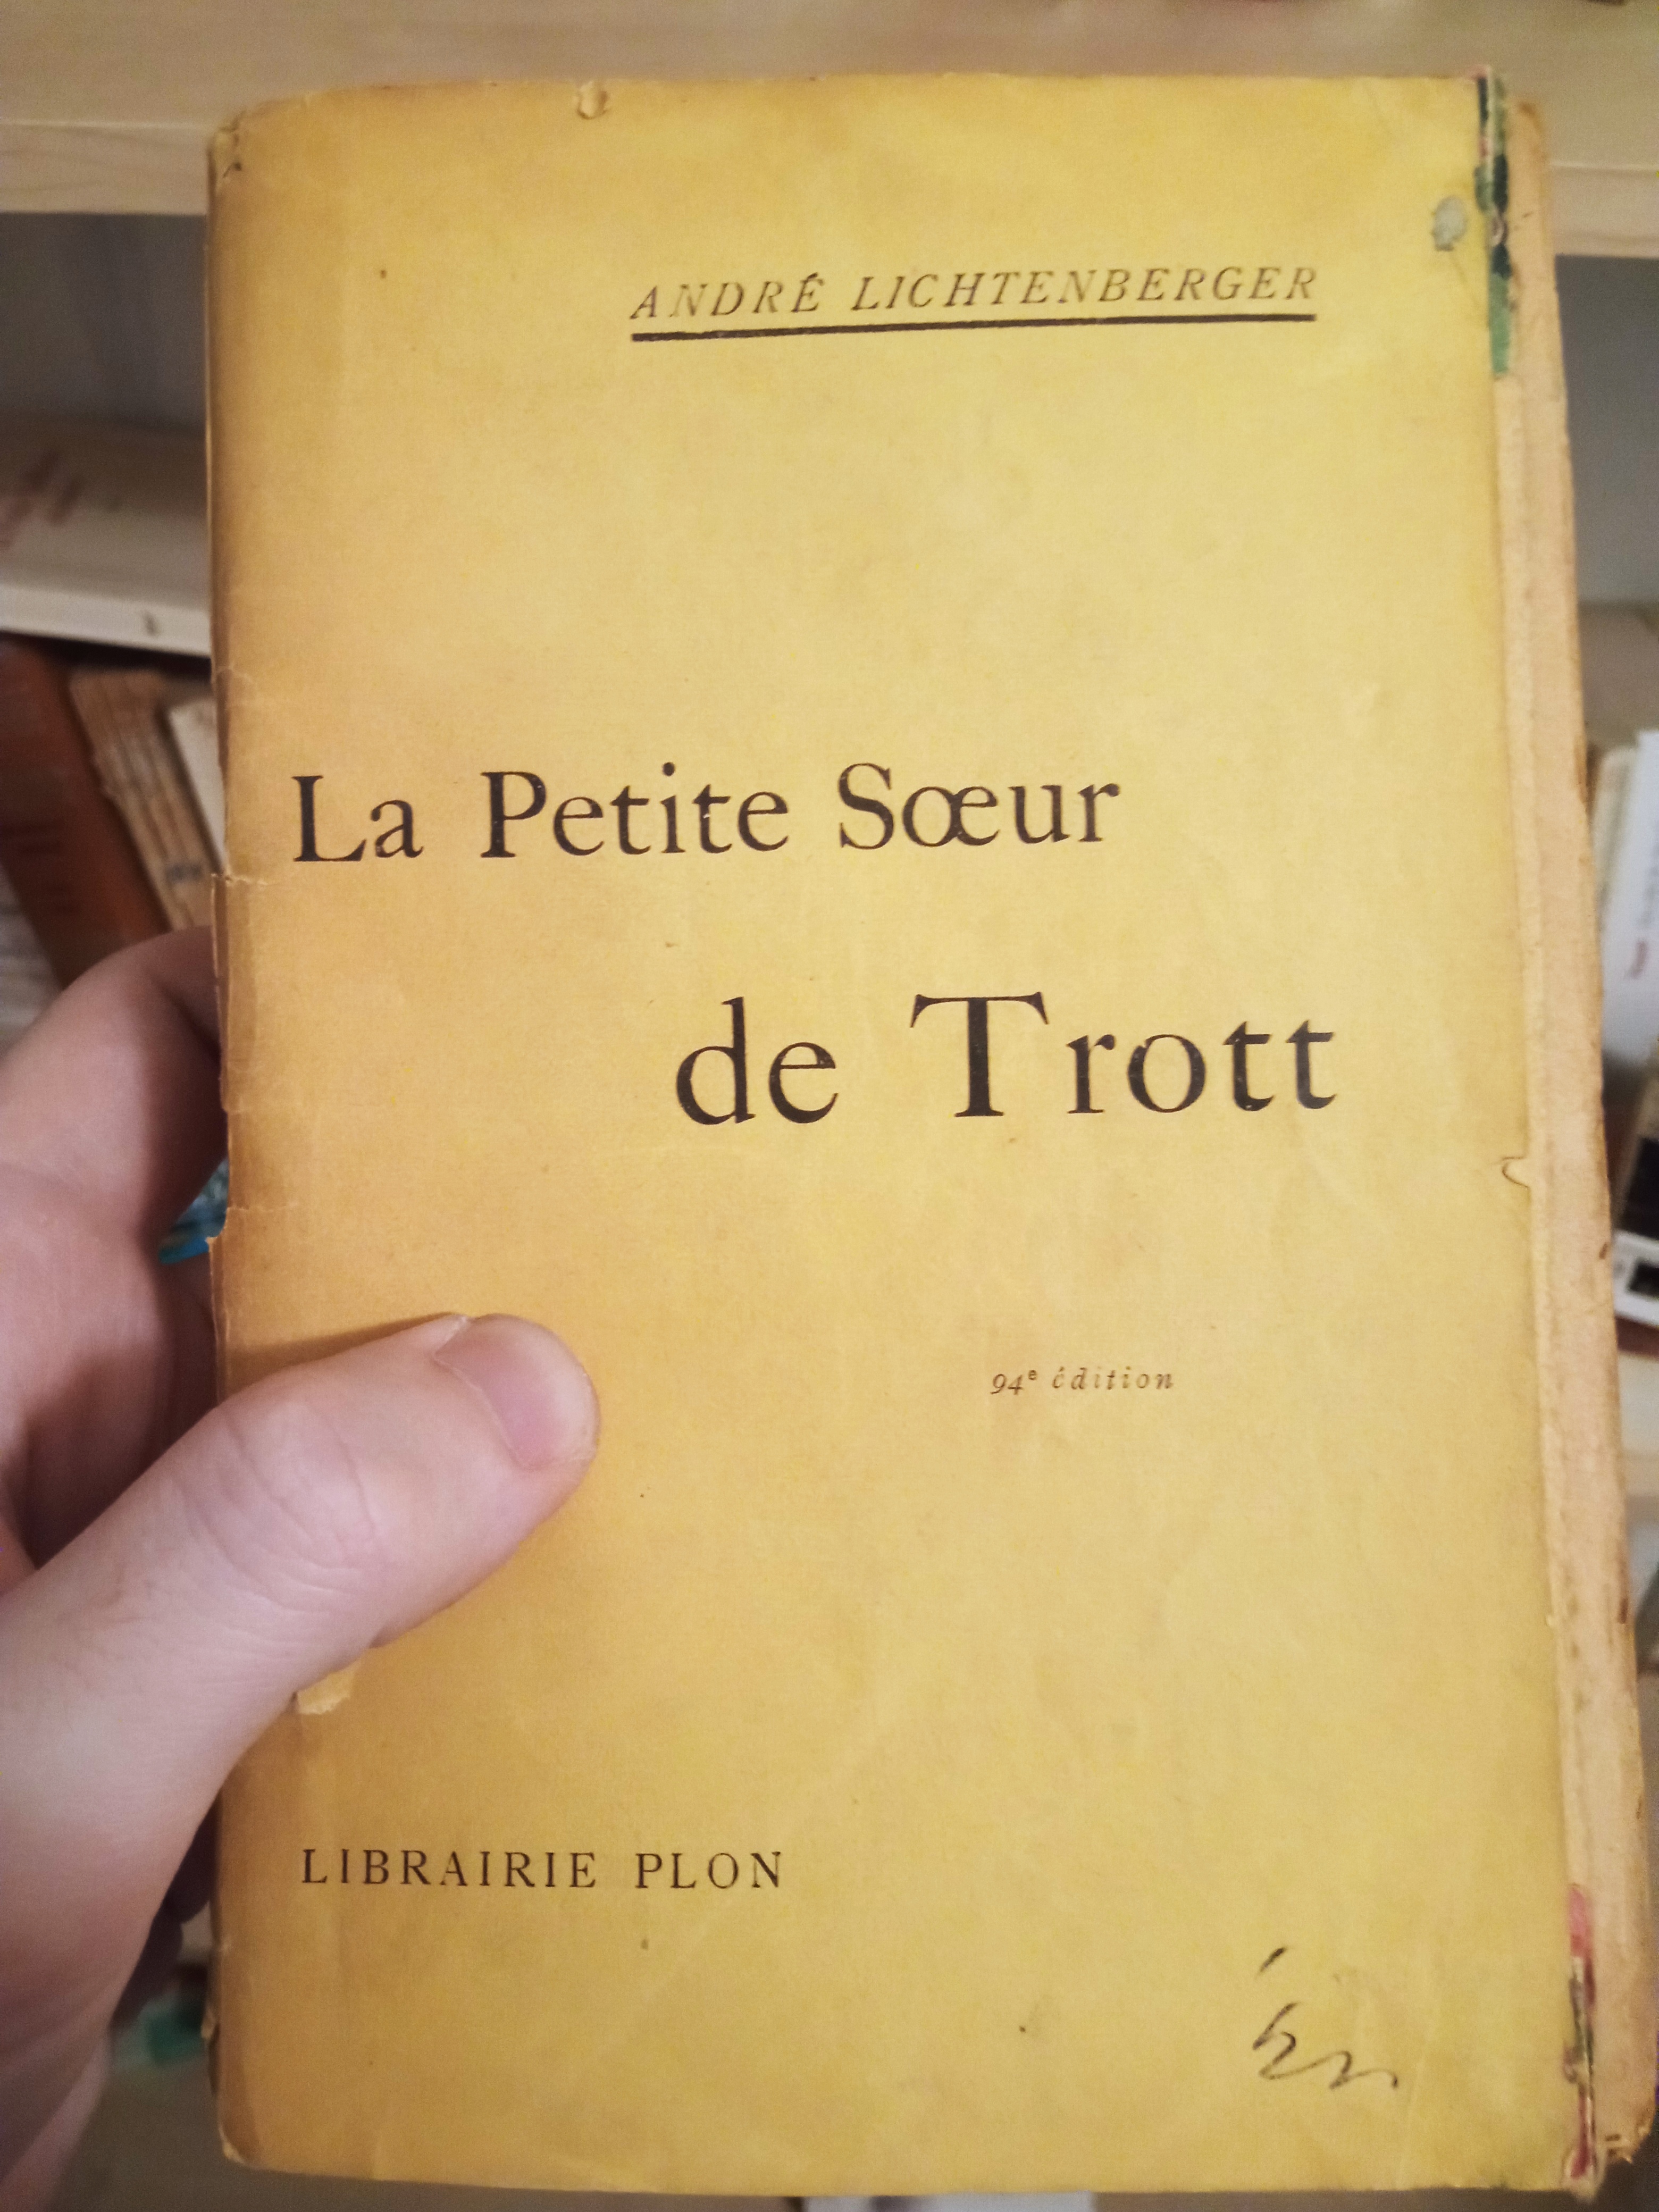 ANDRÉ LICHTENBERGER
La Petite Sœur
de Trott
94e édition
LIBRAIRIE PLON